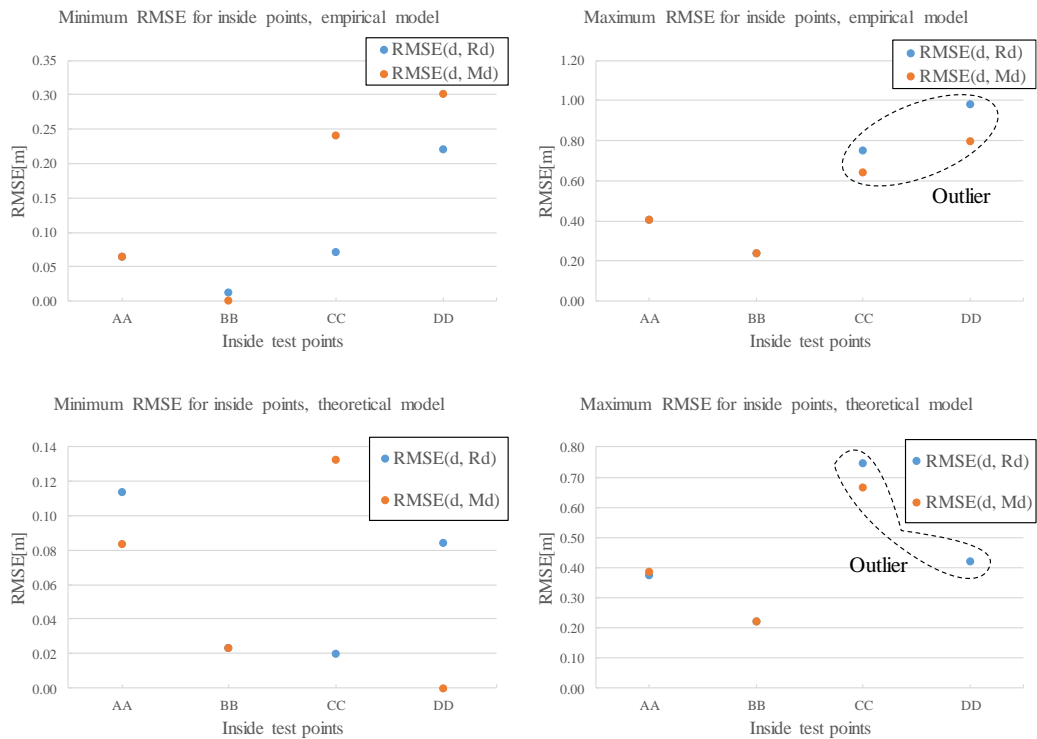 Minimum RMSE for inside points, empirical model
RMSE(d, Rd)
RMSE(d, Md)
0.35
0.30
0.25
0.20
0.15
0.10
0.05
0.00
RMSE[m]
AA BB CC DD
Inside test points
Maximum RMSE for inside points, empirical model
RMSE(d, Rd)
RMSE(d, Md)
1.20
1.00
0.80
0.60
0.40
0.20
0.00
RMSE[m]
Outlier
AA BB CC DD
Inside test points
Minimum RMSE for inside points, theoretical model
RMSE(d, Rd)
RMSE(d, Md)
0.14
0.12
0.10
0.08
0.06
0.04
0.02
0.00
RMSE[m]
AA BB CC DD
Inside test points
Maximum RMSE for inside points, theoretical model
RMSE(d, Rd)
RMSE(d, Md)
0.80
0.70
0.60
0.50
0.40
0.30
0.20
0.10
0.00
RMSE[m]
Outlier
AA BB CC DD
Inside test points